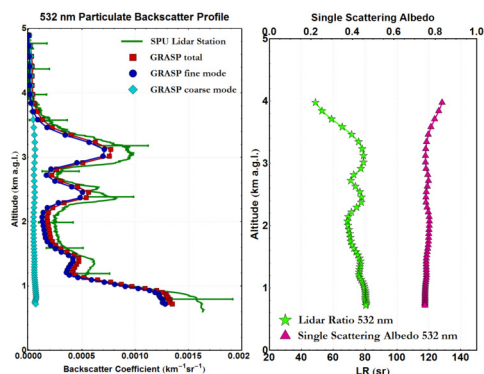 532 nm Particulate Backscatter Profile
SPU Lidar Station
GRASP total
GRASP fine mode
GRASP coarse mode
Altitude (km a.g.l.)
5
4
3
2
1
0
0.0000 0.0005 0.0010 0.0015 0.002
Backscatter Coefficient (km⁻¹sr⁻¹)
Single Scattering Albedo
0 0.2 0.4 0.6 0.8 1
Altitude (km a.g.l.)
5
4
3
2
1
0
Lidar Ratio 532 nm
Single Scattering Albedo 532 nm
20 40 60 80 100 120 150
LR (sr)